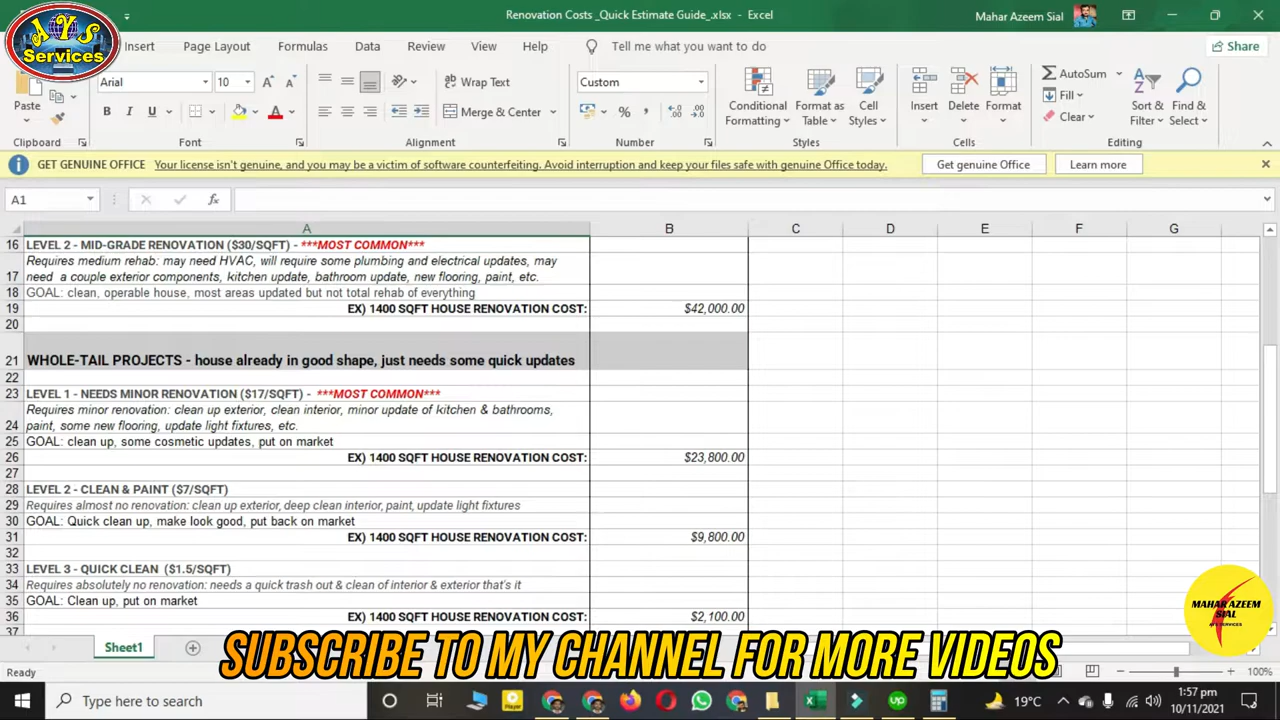 AYS
Services
Renovation Costs _Quick Estimate Guide_.xlsx - Excel
Mahar Azeem Sial
Insert Page Layout Formulas Data Review View Help Tell me what you want to do Share
Arial 10 Wrap Text Custom AutoSum
Paste B I U Merge & Center Conditional Formatting Format as Table Cell Styles Insert Delete Format Fill Clear Sort & Filter Find & Select
Clipboard Font Alignment Number Styles Cells Editing
GET GENUINE OFFICE Your license isn't genuine, and you may be a victim of software counterfeiting. Avoid interruption and keep your files safe with genuine Office today. Get genuine Office Learn more
A1 fx
A B C D E F G
16 LEVEL 2 - MID-GRADE RENOVATION ($30/SQFT) - ***MOST COMMON***
Requires medium rehab: may need HVAC, will require some plumbing and electrical updates, may
17 need a couple exterior components, kitchen update, bathroom update, new flooring, paint, etc.
18 GOAL: clean, operable house, most areas updated but not total rehab of everything
19 EX) 1400 SQFT HOUSE RENOVATION COST: $42,000.00
20
21 WHOLE-TAIL PROJECTS - house already in good shape, just needs some quick updates
22
23 LEVEL 1 - NEEDS MINOR RENOVATION ($17/SQFT) - ***MOST COMMON***
Requires minor renovation: clean up exterior, clean interior, minor update of kitchen & bathrooms,
24 paint, some new flooring, update light fixtures, etc.
25 GOAL: clean up, some cosmetic updates, put on market
26 EX) 1400 SQFT HOUSE RENOVATION COST: $23,800.00
27
28 LEVEL 2 - CLEAN & PAINT ($7/SQFT)
29 Requires almost no renovation: clean up exterior, deep clean interior, paint, update light fixtures
30 GOAL: Quick clean up, make look good, put back on market
31 EX) 1400 SQFT HOUSE RENOVATION COST: $9,800.00
32
33 LEVEL 3 - QUICK CLEAN ($1.5/SQFT)
34 Requires absolutely no renovation: needs a quick trash out & clean of interior & exterior that's it
35 GOAL: Clean up, put on market
36 EX) 1400 SQFT HOUSE RENOVATION COST: $2,100.00
37
MAHAR AZEEM
SIAL
AYS SERVICES
Sheet1
SUBSCRIBE TO MY CHANNEL FOR MORE VIDEOS
Ready 100%
Type here to search 19°C 1:57 pm
10/11/2021